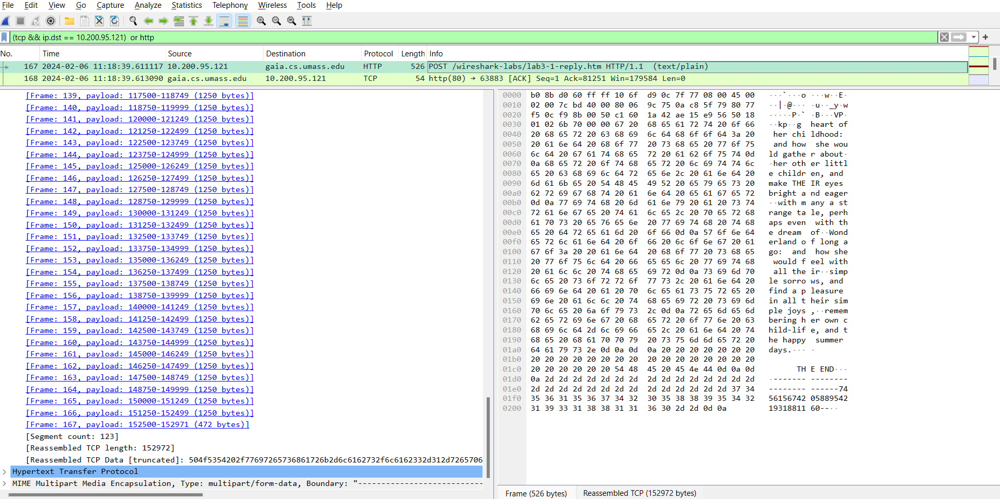 File Edit View Go Capture Analyze Statistics Telephony Wireless Tools Help
(tcp && ip.dst == 10.200.95.121) or http
No. Time Source Destination Protocol Length Info
167 2024-02-06 11:18:39.611117 10.200.95.121 gaia.cs.umass.edu HTTP 526 POST /wireshark-labs/lab3-1-reply.htm HTTP/1.1 (text/plain)
168 2024-02-06 11:18:39.613090 gaia.cs.umass.edu 10.200.95.121 TCP 54 http(80) → 63883 [ACK] Seq=1 Ack=81251 Win=179584 Len=0
[Frame: 139, payload: 117500-118749 (1250 bytes)]
[Frame: 140, payload: 118750-119999 (1250 bytes)]
[Frame: 141, payload: 120000-121249 (1250 bytes)]
[Frame: 142, payload: 121250-122499 (1250 bytes)]
[Frame: 143, payload: 122500-123749 (1250 bytes)]
[Frame: 144, payload: 123750-124999 (1250 bytes)]
[Frame: 145, payload: 125000-126249 (1250 bytes)]
[Frame: 146, payload: 126250-127499 (1250 bytes)]
[Frame: 147, payload: 127500-128749 (1250 bytes)]
[Frame: 148, payload: 128750-129999 (1250 bytes)]
[Frame: 149, payload: 130000-131249 (1250 bytes)]
[Frame: 150, payload: 131250-132499 (1250 bytes)]
[Frame: 151, payload: 132500-133749 (1250 bytes)]
[Frame: 152, payload: 133750-134999 (1250 bytes)]
[Frame: 153, payload: 135000-136249 (1250 bytes)]
[Frame: 154, payload: 136250-137499 (1250 bytes)]
[Frame: 155, payload: 137500-138749 (1250 bytes)]
[Frame: 156, payload: 138750-139999 (1250 bytes)]
[Frame: 157, payload: 140000-141249 (1250 bytes)]
[Frame: 158, payload: 141250-142499 (1250 bytes)]
[Frame: 159, payload: 142500-143749 (1250 bytes)]
[Frame: 160, payload: 143750-144999 (1250 bytes)]
[Frame: 161, payload: 145000-146249 (1250 bytes)]
[Frame: 162, payload: 146250-147499 (1250 bytes)]
[Frame: 163, payload: 147500-148749 (1250 bytes)]
[Frame: 164, payload: 148750-149999 (1250 bytes)]
[Frame: 165, payload: 150000-151249 (1250 bytes)]
[Frame: 166, payload: 151250-152499 (1250 bytes)]
[Frame: 167, payload: 152500-152971 (472 bytes)]
[Segment count: 123]
[Reassembled TCP length: 152972]
[Reassembled TCP Data [truncated]: 504f5354202f77697265736861726b2d6c6162732f6c6162332d312d7265706
Hypertext Transfer Protocol
MIME Multipart Media Encapsulation, Type: multipart/form-data, Boundary: "---------------------------
0000 b0 8b d0 60 ff ff 10 6f d9 0c 7f 77 08 00 45 00 ···`···o ···w··E·
0010 02 00 7c bd 40 00 80 06 9c 75 0a c8 5f 79 80 77 ··|·@··· ·u··_y·w
0020 f5 0c f9 8b 00 50 c1 60 1a 42 ae 15 e9 56 50 18 ·····P·` ·B···VP·
0030 01 02 6b 70 00 00 67 20 68 65 61 72 74 20 6f 66 ··kp··g heart of
0040 20 68 65 72 20 63 68 69 6c 64 68 6f 6f 64 3a 20 her chi ldhood:
0050 20 61 6e 64 20 68 6f 77 20 73 68 65 20 77 6f 75 and how she wou
0060 6c 64 20 67 61 74 68 65 72 20 61 62 6f 75 74 0d ld gathe r about·
0070 0a 68 65 72 20 6f 74 68 65 72 20 6c 69 74 74 6c ·her oth er littl
0080 65 20 63 68 69 6c 64 72 65 6e 2c 20 61 6e 64 20 e childr en, and
0090 6d 61 6b 65 20 54 48 45 49 52 20 65 79 65 73 20 make THE IR eyes
00a0 62 72 69 67 68 74 20 61 6e 64 20 65 61 67 65 72 bright a nd eager
00b0 0d 0a 77 69 74 68 20 6d 61 6e 79 20 61 20 73 74 ··with m any a st
00c0 72 61 6e 67 65 20 74 61 6c 65 2c 20 70 65 72 68 range ta le, perh
00d0 61 70 73 20 65 76 65 6e 20 77 69 74 68 20 74 68 aps even with th
00e0 65 20 64 72 65 61 6d 20 6f 66 0d 0a 57 6f 6e 64 e dream of··Wond
00f0 65 72 6c 61 6e 64 20 6f 66 20 6c 6f 6e 67 20 61 erland o f long a
0100 67 6f 3a 20 20 61 6e 64 20 68 6f 77 20 73 68 65 go: and how she
0110 20 77 6f 75 6c 64 20 66 65 65 6c 20 77 69 74 68 would f eel with
0120 20 61 6c 6c 20 74 68 65 69 72 0d 0a 73 69 6d 70 all the ir··simp
0130 6c 65 20 73 6f 72 72 6f 77 73 2c 20 61 6e 64 20 le sorro ws, and
0140 66 69 6e 64 20 61 20 70 6c 65 61 73 75 72 65 20 find a p leasure
0150 69 6e 20 61 6c 6c 20 74 68 65 69 72 20 73 69 6d in all t heir sim
0160 70 6c 65 20 6a 6f 79 73 2c 0d 0a 72 65 6d 65 6d ple joys ,··remem
0170 62 65 72 69 6e 67 20 68 65 72 20 6f 77 6e 20 63 bering h er own c
0180 68 69 6c 64 2d 6c 69 66 65 2c 20 61 6e 64 20 74 hild-lif e, and t
0190 68 65 20 68 61 70 70 79 20 73 75 6d 6d 65 72 20 he happy summer
01a0 64 61 79 73 2e 0d 0a 0d 0a 20 20 20 20 20 20 20 days.··· ·
01b0 20 20 20 20 20 20 20 20 20 20 20 20 20 20 20 20
01c0 20 20 20 20 20 20 54 48 45 20 45 4e 44 0d 0a 0d TH E END···
01d0 0a 2d 2d 2d 2d 2d 2d 2d 2d 2d 2d 2d 2d 2d 2d 2d ·------- --------
01e0 2d 2d 2d 2d 2d 2d 2d 2d 2d 2d 2d 2d 2d 2d 37 34 -------- ------74
01f0 35 36 31 35 36 37 34 32 30 35 38 38 39 35 34 32 56156742 05889542
0200 31 39 33 31 38 38 31 31 36 30 2d 2d 0d 0a 19318811 60--··
Frame (526 bytes) Reassembled TCP (152972 bytes)